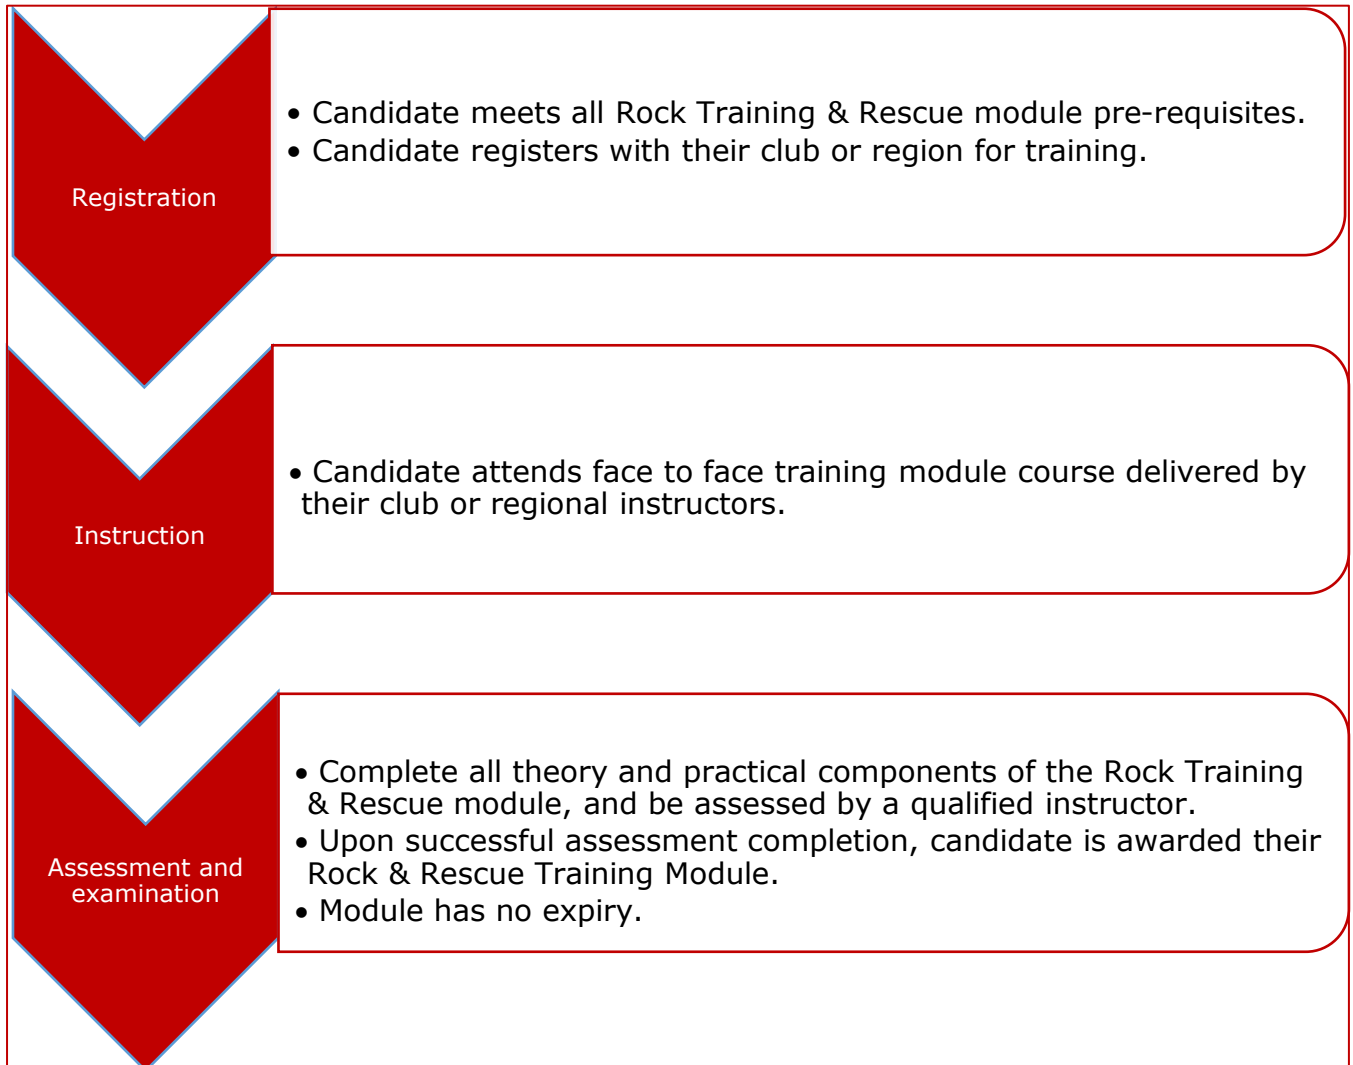 Registration
• Candidate meets all Rock Training & Rescue module pre-requisites.
• Candidate registers with their club or region for training.
Instruction
• Candidate attends face to face training module course delivered by
their club or regional instructors.
Assessment and
examination
• Complete all theory and practical components of the Rock Training
& Rescue module, and be assessed by a qualified instructor.
• Upon successful assessment completion, candidate is awarded their
Rock & Rescue Training Module.
• Module has no expiry.